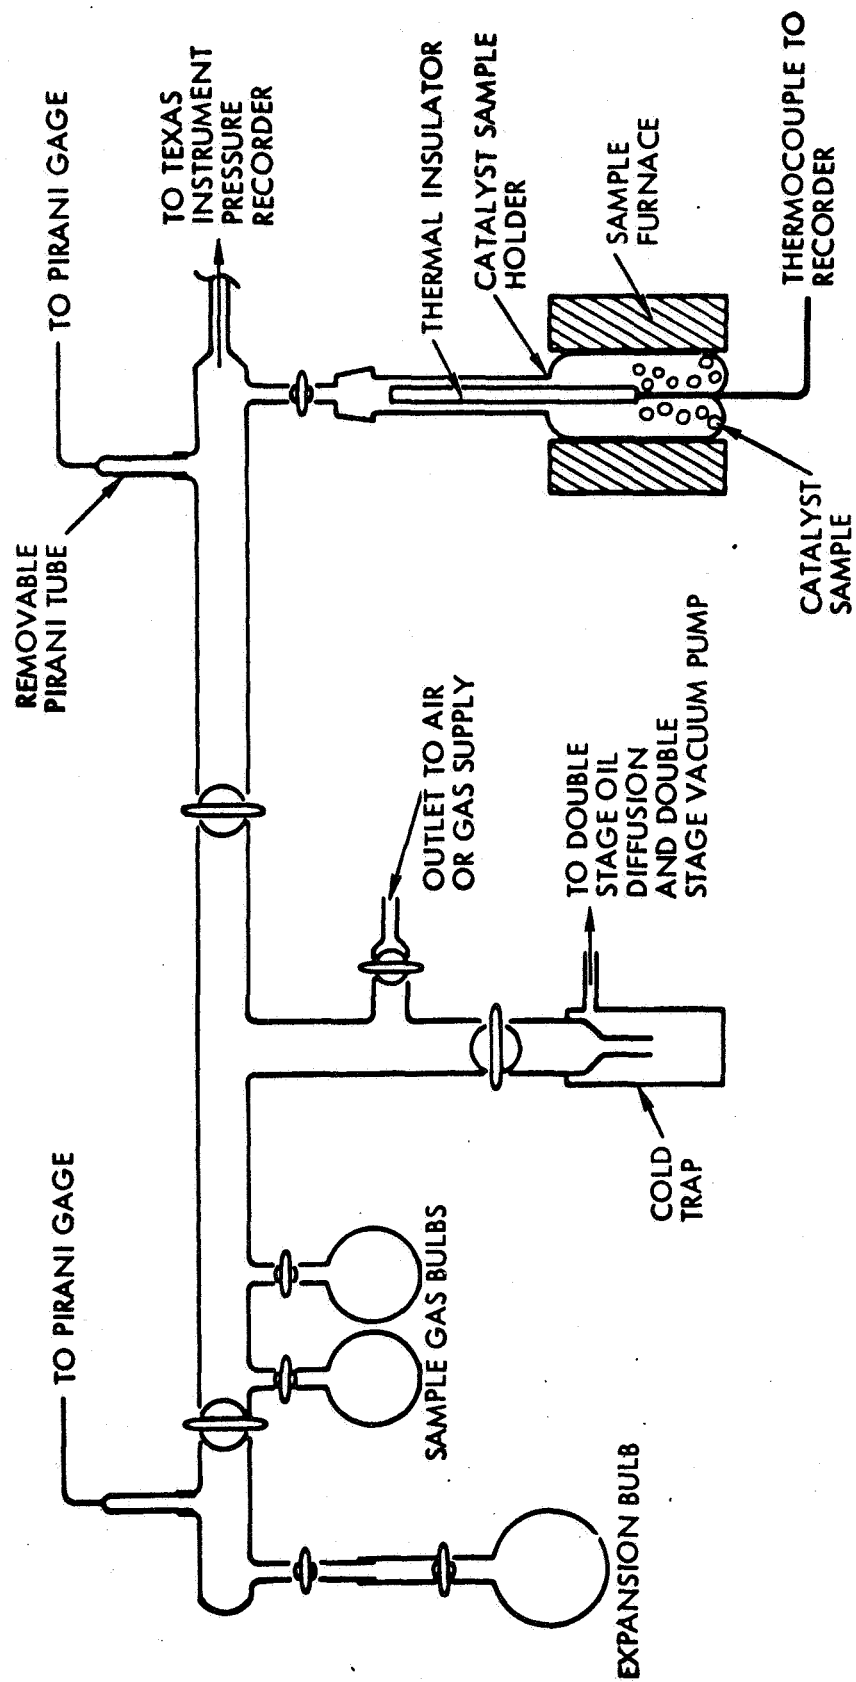 TO PIRANI GAGE
TO PIRANI GAGE
REMOVABLE
PIRANI TUBE
TO TEXAS
INSTRUMENT
PRESSURE
RECORDER
OUTLET TO AIR
OR GAS SUPPLY
THERMAL INSULATOR
CATALYST SAMPLE
HOLDER
SAMPLE GAS BULBS
TO DOUBLE
STAGE OIL
DIFFUSION
AND DOUBLE
STAGE VACUUM PUMP
SAMPLE
FURNACE
EXPANSION BULB
COLD
TRAP
CATALYST
SAMPLE
THERMOCOUPLE TO
RECORDER